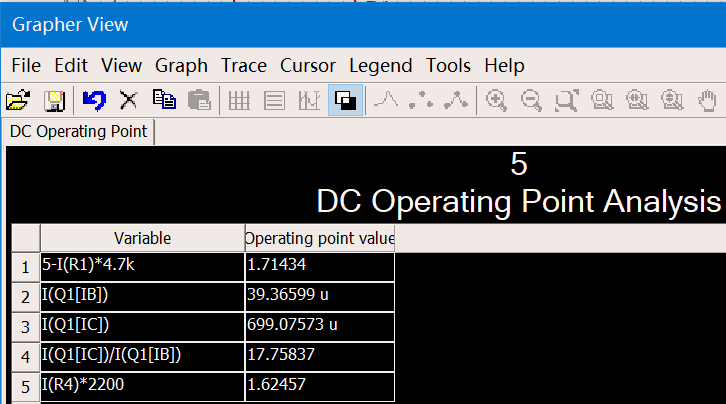 Grapher View
File Edit View Graph Trace Cursor Legend Tools Help
DC Operating Point
5
DC Operating Point Analysis
Variable Operating point value
1 5-I(R1)*4.7k 1.71434
2 I(Q1[IB]) 39.36599 u
3 I(Q1[IC]) 699.07573 u
4 I(Q1[IC])/I(Q1[IB]) 17.75837
5 I(R4)*2200 1.62457